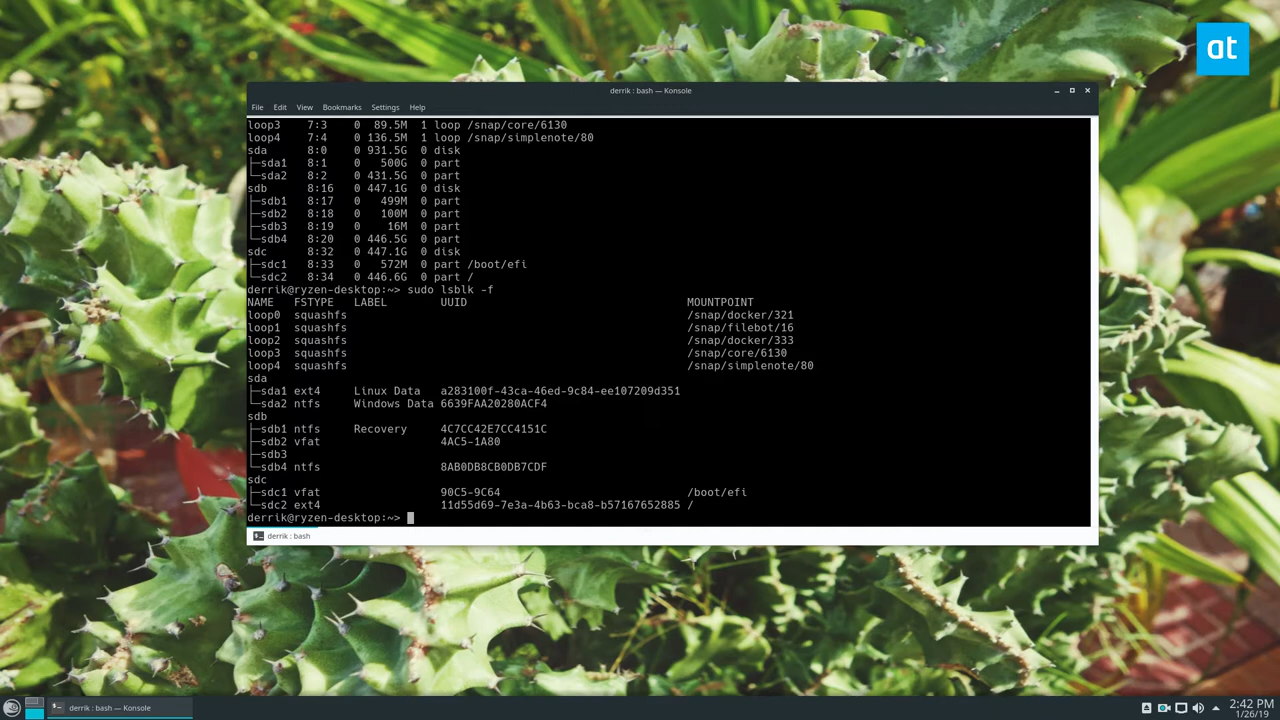 at
derrik : bash — Konsole
File Edit View Bookmarks Settings Help
loop3 7:3 0 89.5M 1 loop /snap/core/6130
loop4 7:4 0 136.5M 1 loop /snap/simplenote/80
sda 8:0 0 931.5G 0 disk
├─sda1 8:1 0 500G 0 part
└─sda2 8:2 0 431.5G 0 part
sdb 8:16 0 447.1G 0 disk
├─sdb1 8:17 0 499M 0 part
├─sdb2 8:18 0 100M 0 part
├─sdb3 8:19 0 16M 0 part
└─sdb4 8:20 0 446.5G 0 part
sdc 8:32 0 447.1G 0 disk
├─sdc1 8:33 0 572M 0 part /boot/efi
└─sdc2 8:34 0 446.6G 0 part /
derrik@ryzen-desktop:~> sudo lsblk -f
NAME FSTYPE LABEL UUID MOUNTPOINT
loop0 squashfs /snap/docker/321
loop1 squashfs /snap/filebot/16
loop2 squashfs /snap/docker/333
loop3 squashfs /snap/core/6130
loop4 squashfs /snap/simplenote/80
sda
├─sda1 ext4 Linux Data a283100f-43ca-46ed-9c84-ee107209d351
└─sda2 ntfs Windows Data 6639FAA20280ACF4
sdb
├─sdb1 ntfs Recovery 4C7CC42E7CC4151C
├─sdb2 vfat 4AC5-1A80
├─sdb3
└─sdb4 ntfs 8AB0DB8CB0DB7CDF
sdc
├─sdc1 vfat 90C5-9C64 /boot/efi
└─sdc2 ext4 11d55d69-7e3a-4b63-bca8-b57167652885 /
derrik@ryzen-desktop:~>
derrik : bash
derrik : bash — Konsole
2:42 PM
1/26/19